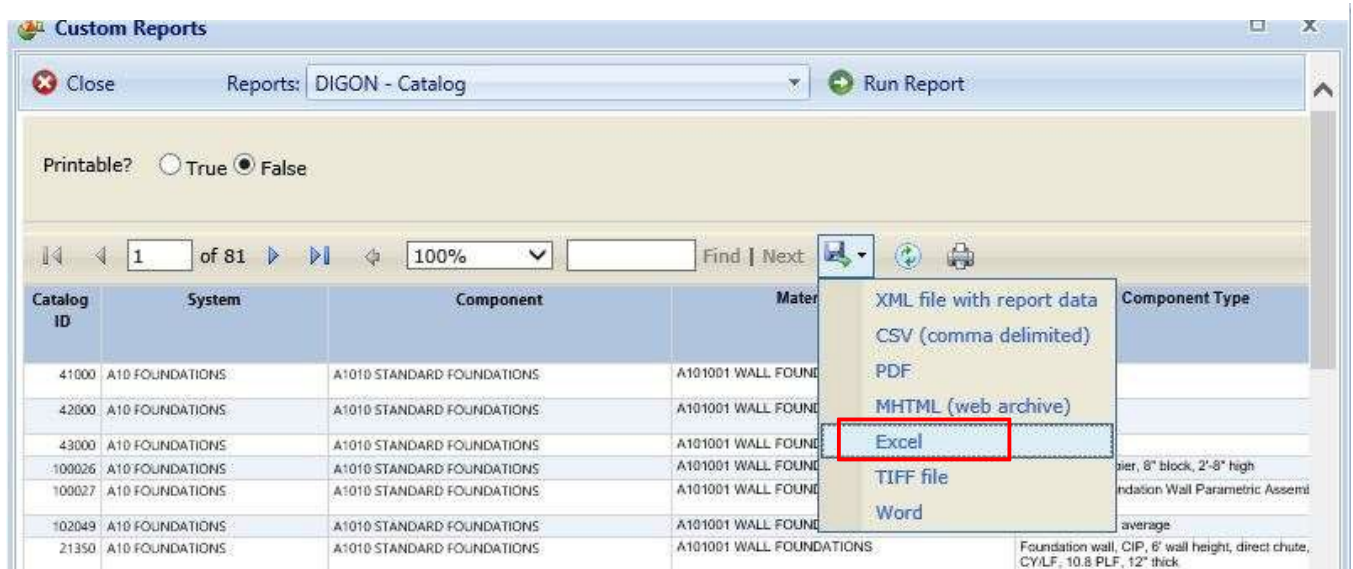 Custom Reports
Close Reports: DIGON - Catalog Run Report
Printable? True False
1 of 81 100% Find | Next
Catalog ID System Component Mater Component Type
XML file with report data
CSV (comma delimited)
PDF
MHTML (web archive)
Excel
TIFF file
Word
41000 A10 FOUNDATIONS A1010 STANDARD FOUNDATIONS A101001 WALL FOUND
42000 A10 FOUNDATIONS A1010 STANDARD FOUNDATIONS A101001 WALL FOUND
43000 A10 FOUNDATIONS A1010 STANDARD FOUNDATIONS A101001 WALL FOUND
100026 A10 FOUNDATIONS A1010 STANDARD FOUNDATIONS A101001 WALL FOUND ier, 8" block, 2'-8" high
100027 A10 FOUNDATIONS A1010 STANDARD FOUNDATIONS A101001 WALL FOUND ndation Wall Parametric Assembl
102049 A10 FOUNDATIONS A1010 STANDARD FOUNDATIONS A101001 WALL FOUND average
21350 A10 FOUNDATIONS A1010 STANDARD FOUNDATIONS A101001 WALL FOUNDATIONS Foundation wall, CIP, 6' wall height, direct chute,
CY/LF, 10.8 PLF, 12" thick